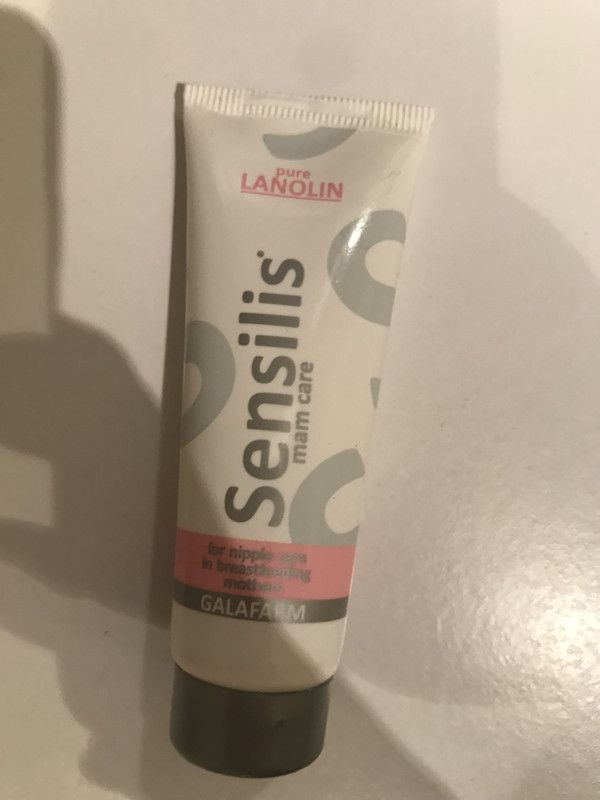 pure
LANOLIN
Sensilis
mam care
for nipple care
in breastfeeding
mothers
GALAFARM